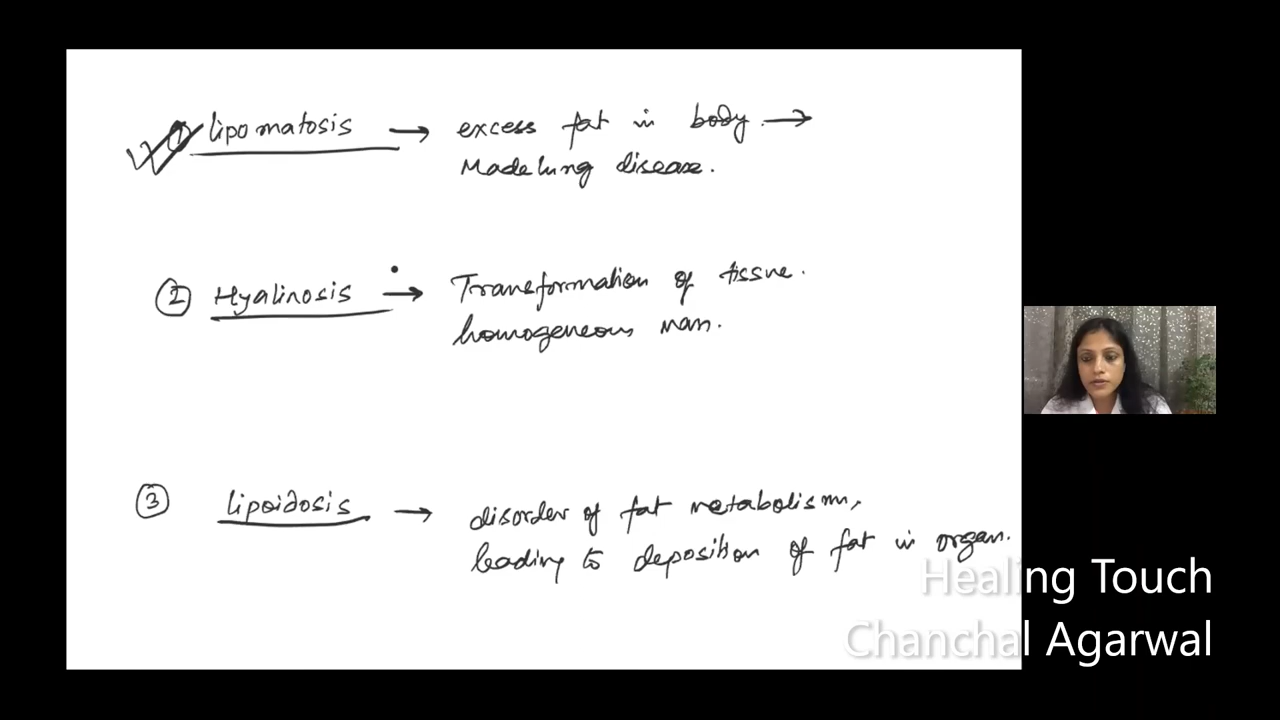 ① lipomatosis → excess fat in body →
Madelung disease.
② Hyalinosis → Transformation of tissue.
homogeneous mass.
③ lipoidosis → disorder of fat metabolism,
leading to deposition of fat in organ.
Healing Touch
Chanchal Agarwal